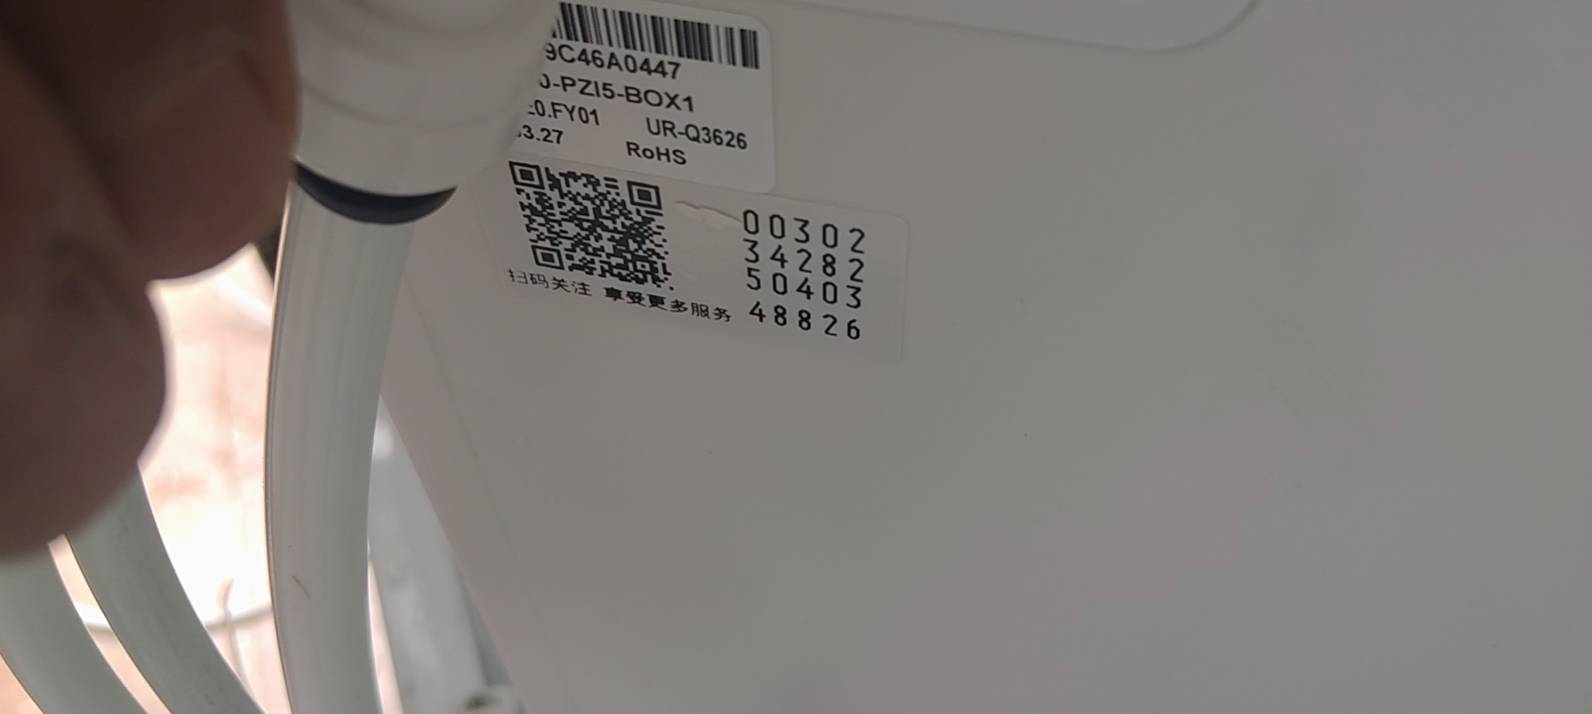 9C46A0447
0-PZI5-BOX1
0.FY01 UR-Q3626
3.27 RoHS
00302
34282
50403
48826
扫码关注 享受更多服务